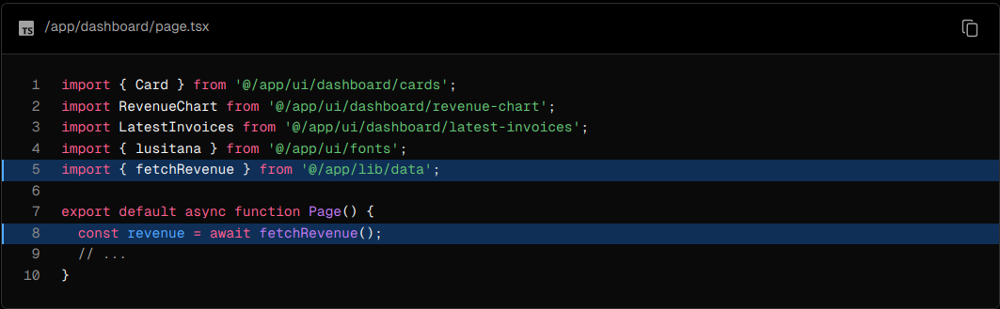 TS /app/dashboard/page.tsx
1 import { Card } from '@/app/ui/dashboard/cards';
2 import RevenueChart from '@/app/ui/dashboard/revenue-chart';
3 import LatestInvoices from '@/app/ui/dashboard/latest-invoices';
4 import { lusitana } from '@/app/ui/fonts';
5 import { fetchRevenue } from '@/app/lib/data';
6
7 export default async function Page() {
8   const revenue = await fetchRevenue();
9   // ...
10 }